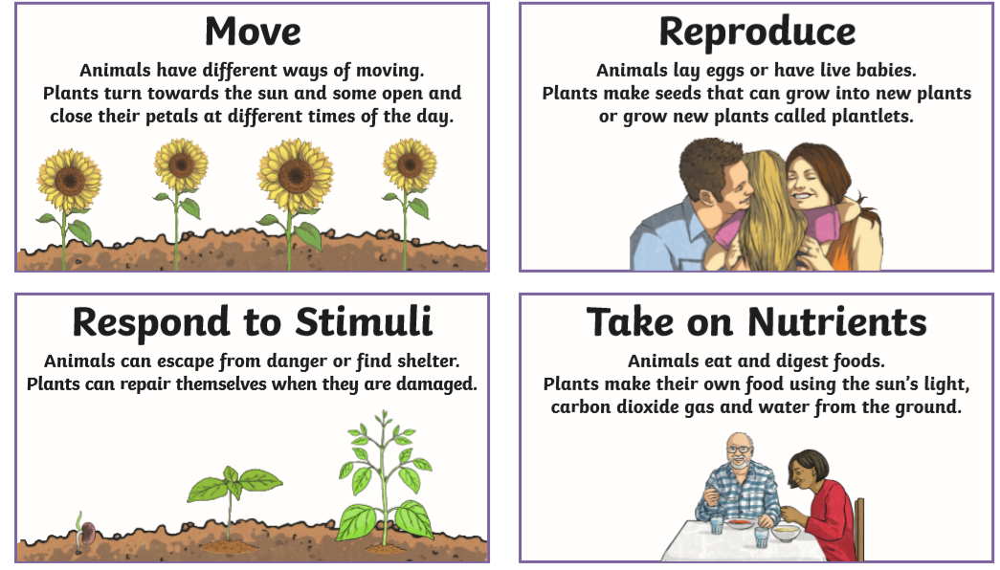 Move
Animals have different ways of moving.
Plants turn towards the sun and some open and
close their petals at different times of the day.
Reproduce
Animals lay eggs or have live babies.
Plants make seeds that can grow into new plants
or grow new plants called plantlets.
Respond to Stimuli
Animals can escape from danger or find shelter.
Plants can repair themselves when they are damaged.
Take on Nutrients
Animals eat and digest foods.
Plants make their own food using the sun's light,
carbon dioxide gas and water from the ground.